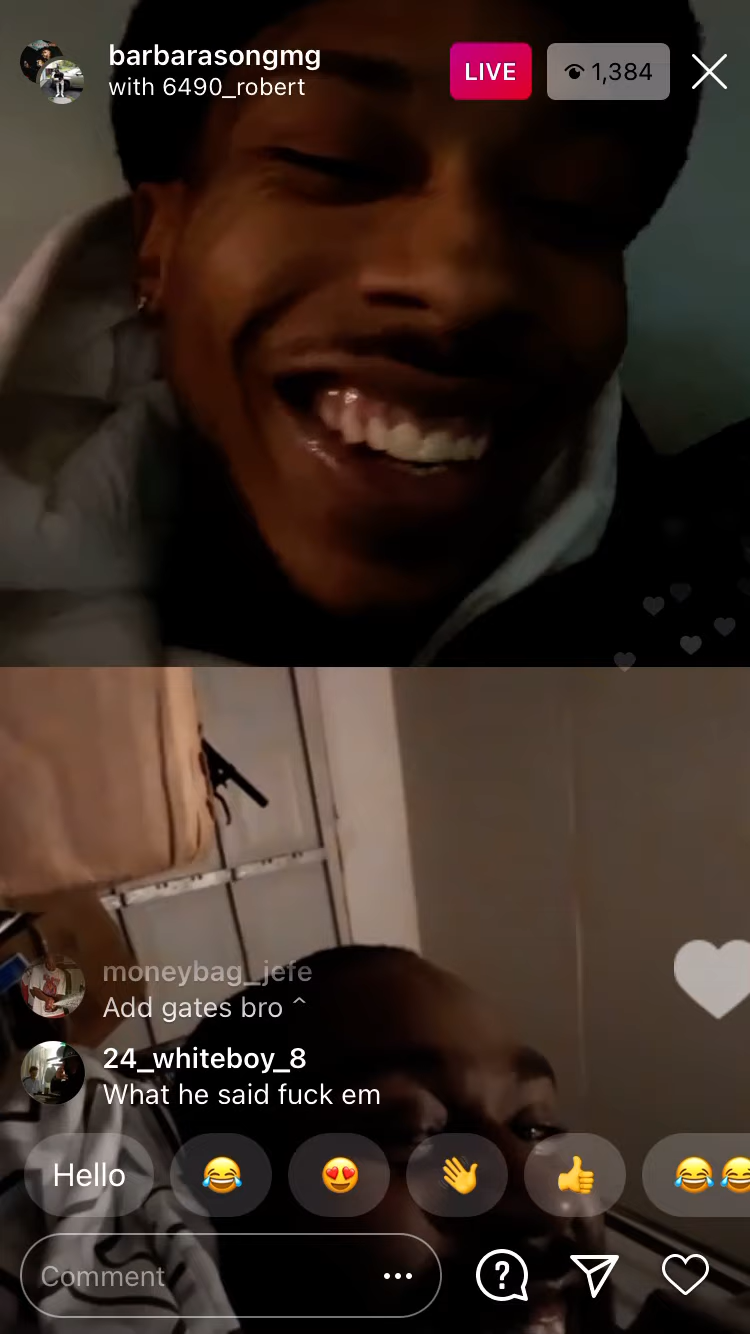 barbarasongmg
with 6490_robert
LIVE
1,384
moneybag_jefe
Add gates bro ^
24_whiteboy_8
What he said fuck em
Hello
Comment